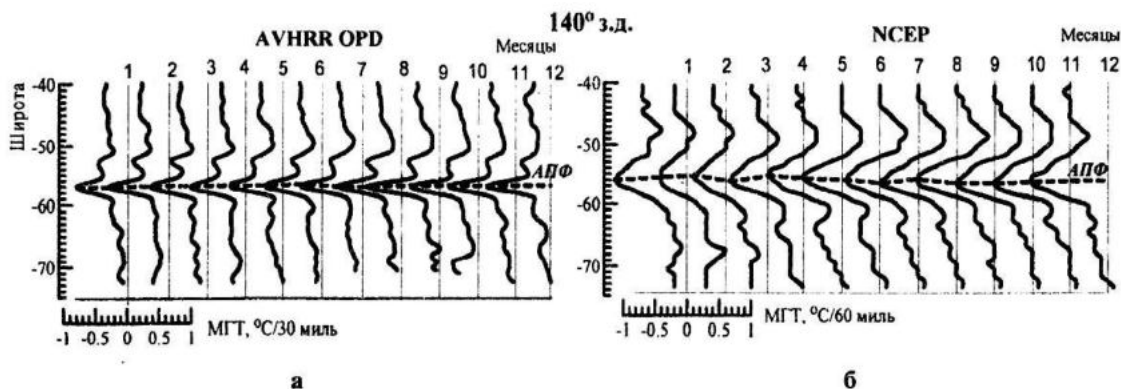 140° з.д.
AVHRR OPD
Месяцы
1 2 3 4 5 6 7 8 9 10 11 12
Широта
-40
-50
-60
-70
АПФ
-1 -0.5 0 0.5 1
МГТ, °С/30 миль
а
NCEP
Месяцы
1 2 3 4 5 6 7 8 9 10 11 12
-40
-50
-60
-70
АПФ
-1 -0.5 0 0.5 1
МГТ, °С/60 миль
б